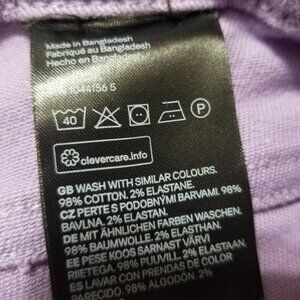 Made in Bangladesh
Fabriqué au Bangladesh
Hecho en Bangladesh
1044156 5
40
P
clevercare.info
GB WASH WITH SIMILAR COLOURS.
98% COTTON. 2% ELASTANE.
CZ PERTE S PODOBNÝMI BARVAMI. 98%
BAVLNA. 2% ELASTAN.
DE MIT ÄHNLICHEN FARBEN WASCHEN.
98% BAUMWOLLE. 2% ELASTHAN.
EE PESE KOOS SARNAST VÄRVI
RIIETEGA. 98% PUUVILL. 2% ELASTAAN.
ES LAVAR CON PRENDAS DE COLOR
PARECIDO. 98% ALGODÓN. 2%